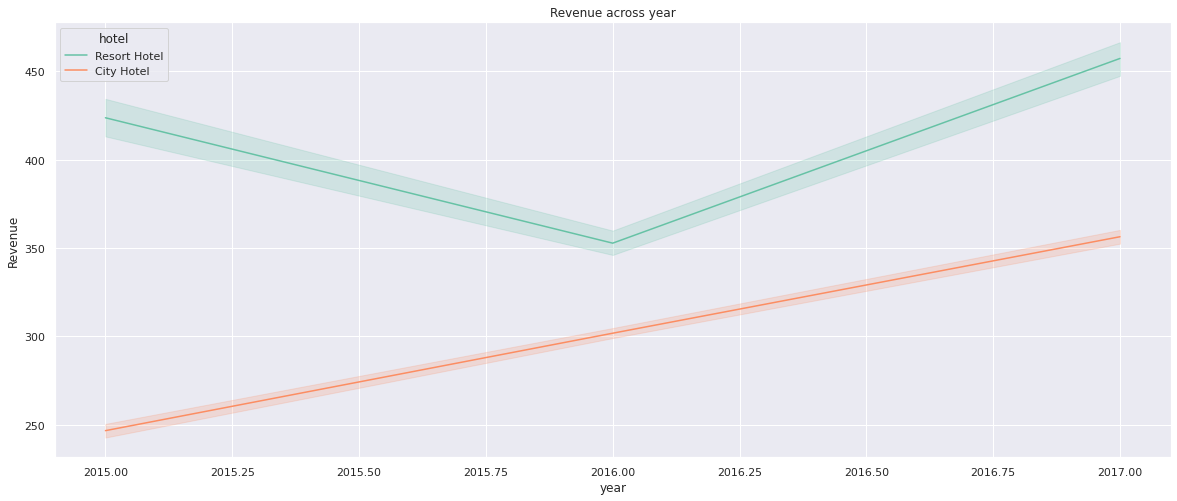 Revenue across year
hotel
Resort Hotel
City Hotel
Revenue
450
400
350
300
250
2015.00 2015.25 2015.50 2015.75 2016.00 2016.25 2016.50 2016.75 2017.00
year